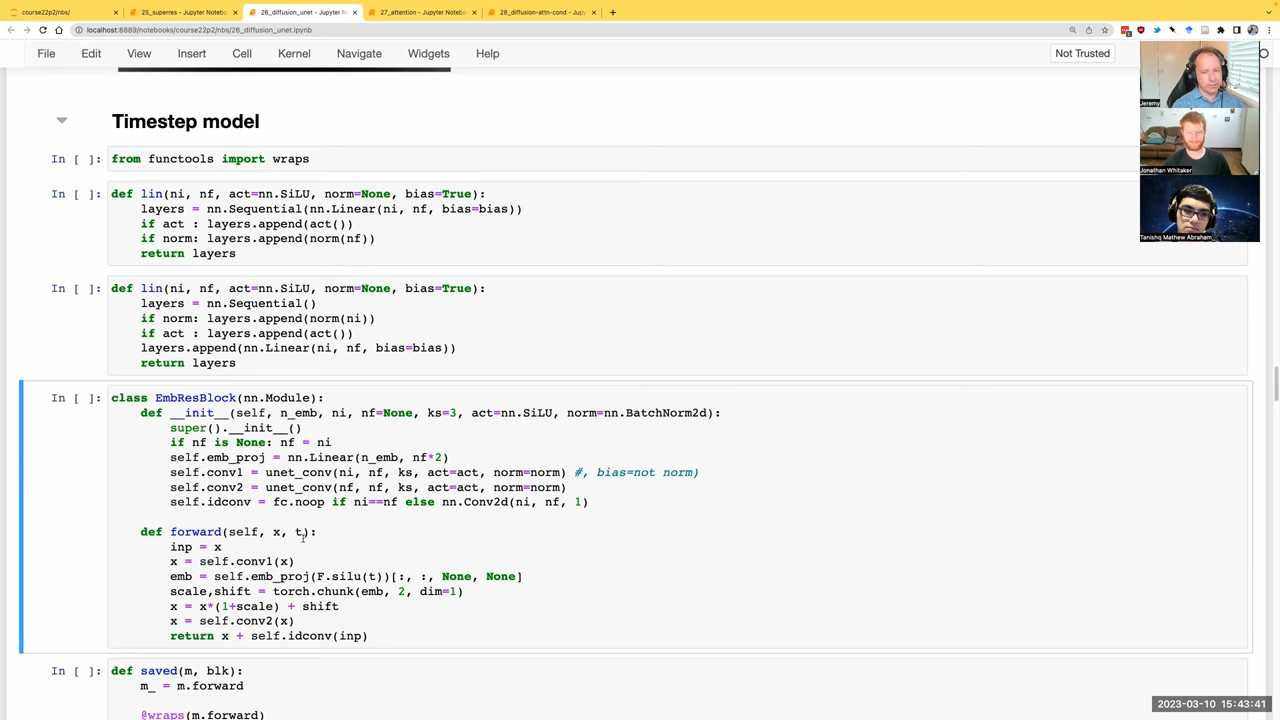 course22p2/nbs/
25_superres - Jupyter Noteb
26_diffusion_unet - Jupyter N
27_attention - Jupyter Notebo
28_diffusion-attn-cond - Jupy
localhost:8889/notebooks/course22p2/nbs/26_diffusion_unet.ipynb
File Edit View Insert Cell Kernel Navigate Widgets Help
Not Trusted
Jeremy
Jonathan Whitaker
Tanishq Mathew Abraham
Timestep model
In [ ]: from functools import wraps
In [ ]: def lin(ni, nf, act=nn.SiLU, norm=None, bias=True):
layers = nn.Sequential(nn.Linear(ni, nf, bias=bias))
if act : layers.append(act())
if norm: layers.append(norm(nf))
return layers
In [ ]: def lin(ni, nf, act=nn.SiLU, norm=None, bias=True):
layers = nn.Sequential()
if norm: layers.append(norm(ni))
if act : layers.append(act())
layers.append(nn.Linear(ni, nf, bias=bias))
return layers
In [ ]: class EmbResBlock(nn.Module):
def __init__(self, n_emb, ni, nf=None, ks=3, act=nn.SiLU, norm=nn.BatchNorm2d):
super().__init__()
if nf is None: nf = ni
self.emb_proj = nn.Linear(n_emb, nf*2)
self.conv1 = unet_conv(ni, nf, ks, act=act, norm=norm) #, bias=not norm)
self.conv2 = unet_conv(nf, nf, ks, act=act, norm=norm)
self.idconv = fc.noop if ni==nf else nn.Conv2d(ni, nf, 1)
def forward(self, x, t):
inp = x
x = self.conv1(x)
emb = self.emb_proj(F.silu(t))[:, :, None, None]
scale,shift = torch.chunk(emb, 2, dim=1)
x = x*(1+scale) + shift
x = self.conv2(x)
return x + self.idconv(inp)
In [ ]: def saved(m, blk):
m_ = m.forward
@wraps(m.forward)
2023-03-10 15:43:41